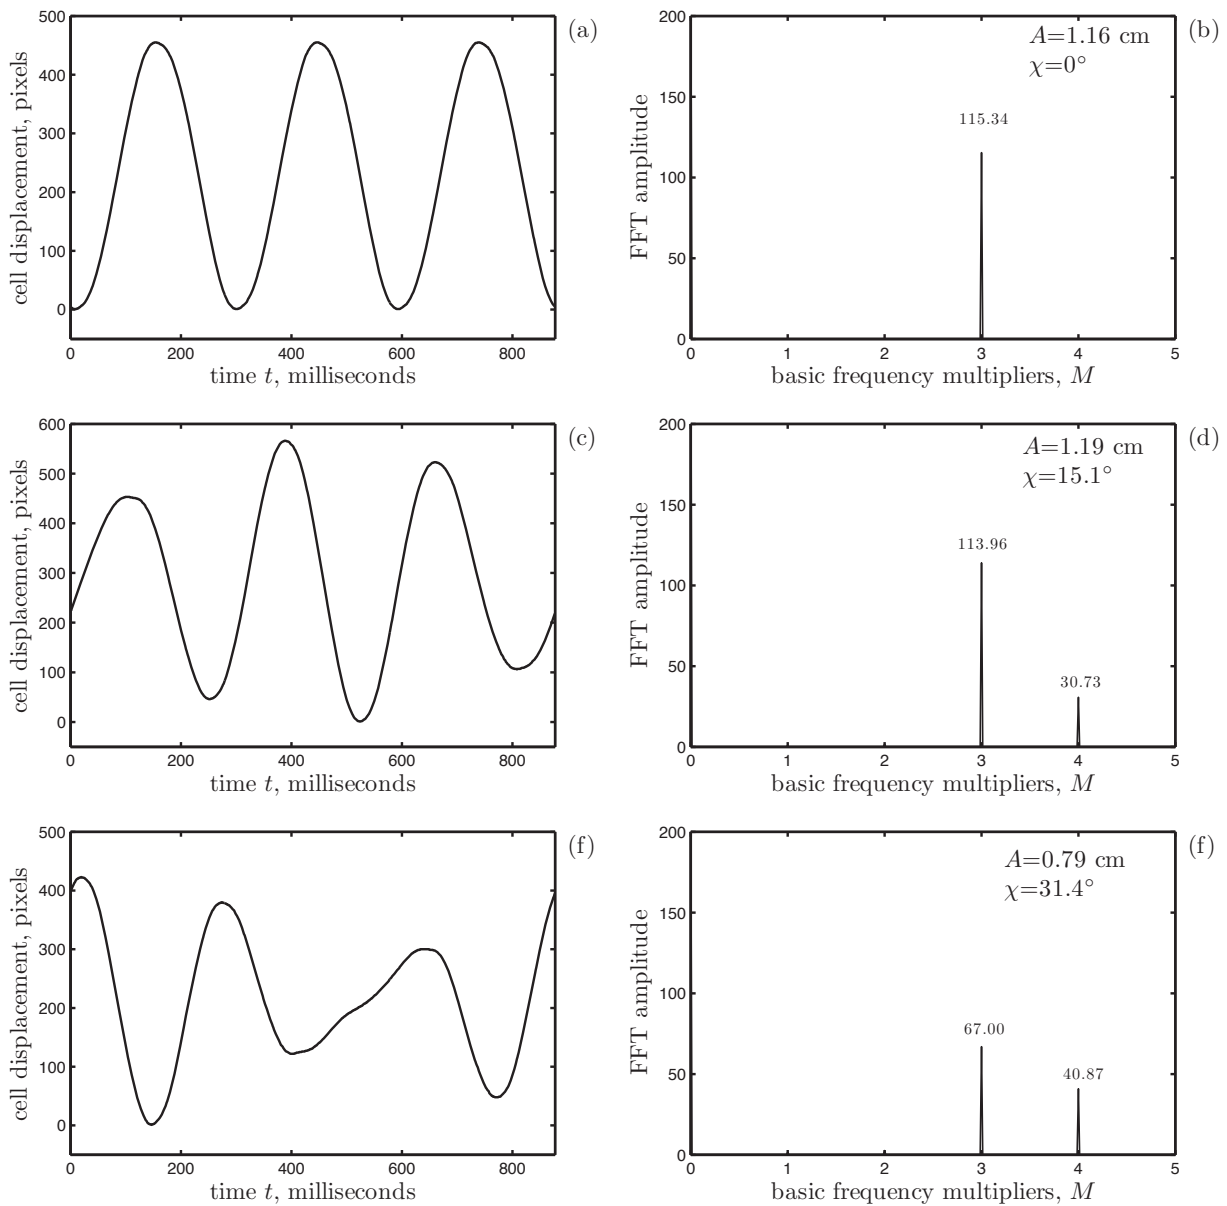 500
400
300
200
100
0
0 200 400 600 800
cell displacement, pixels
time t, milliseconds
(a)
200
150
100
50
0
0 1 2 3 4 5
FFT amplitude
basic frequency multipliers, M
A=1.16 cm
χ=0°
115.34
(b)
600
500
400
300
200
100
0
0 200 400 600 800
cell displacement, pixels
time t, milliseconds
(c)
200
150
100
50
0
0 1 2 3 4 5
FFT amplitude
basic frequency multipliers, M
A=1.19 cm
χ=15.1°
113.96
30.73
(d)
500
400
300
200
100
0
0 200 400 600 800
cell displacement, pixels
time t, milliseconds
(f)
200
150
100
50
0
0 1 2 3 4 5
FFT amplitude
basic frequency multipliers, M
A=0.79 cm
χ=31.4°
67.00
40.87
(f)